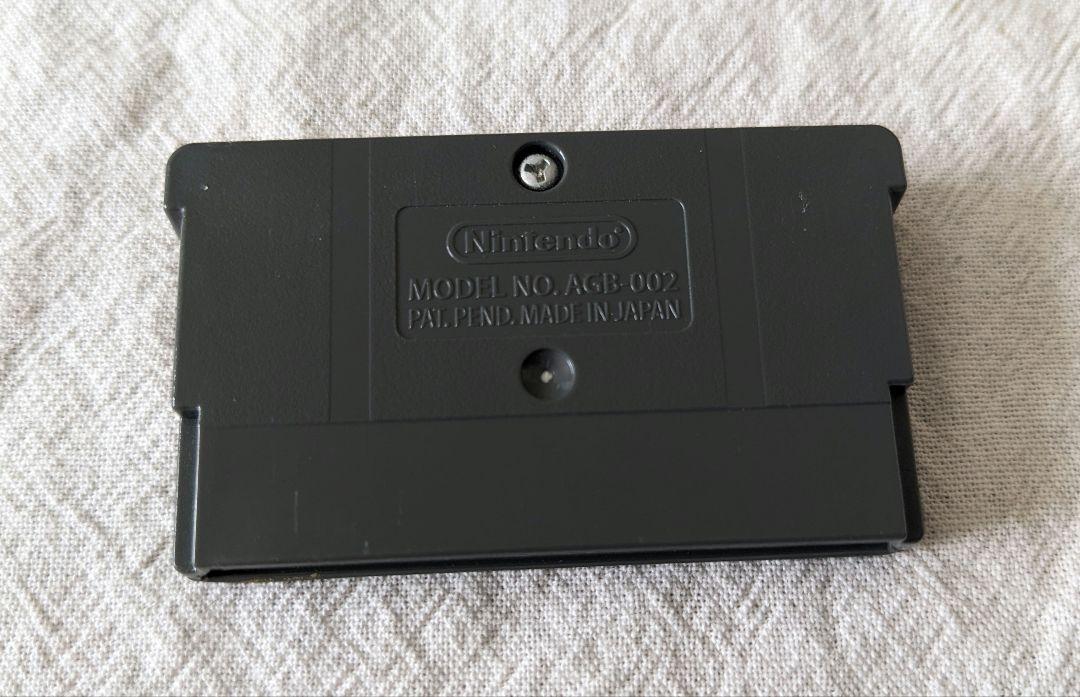 Nintendo
MODEL NO. AGB-002
PAT. PEND. MADE IN JAPAN